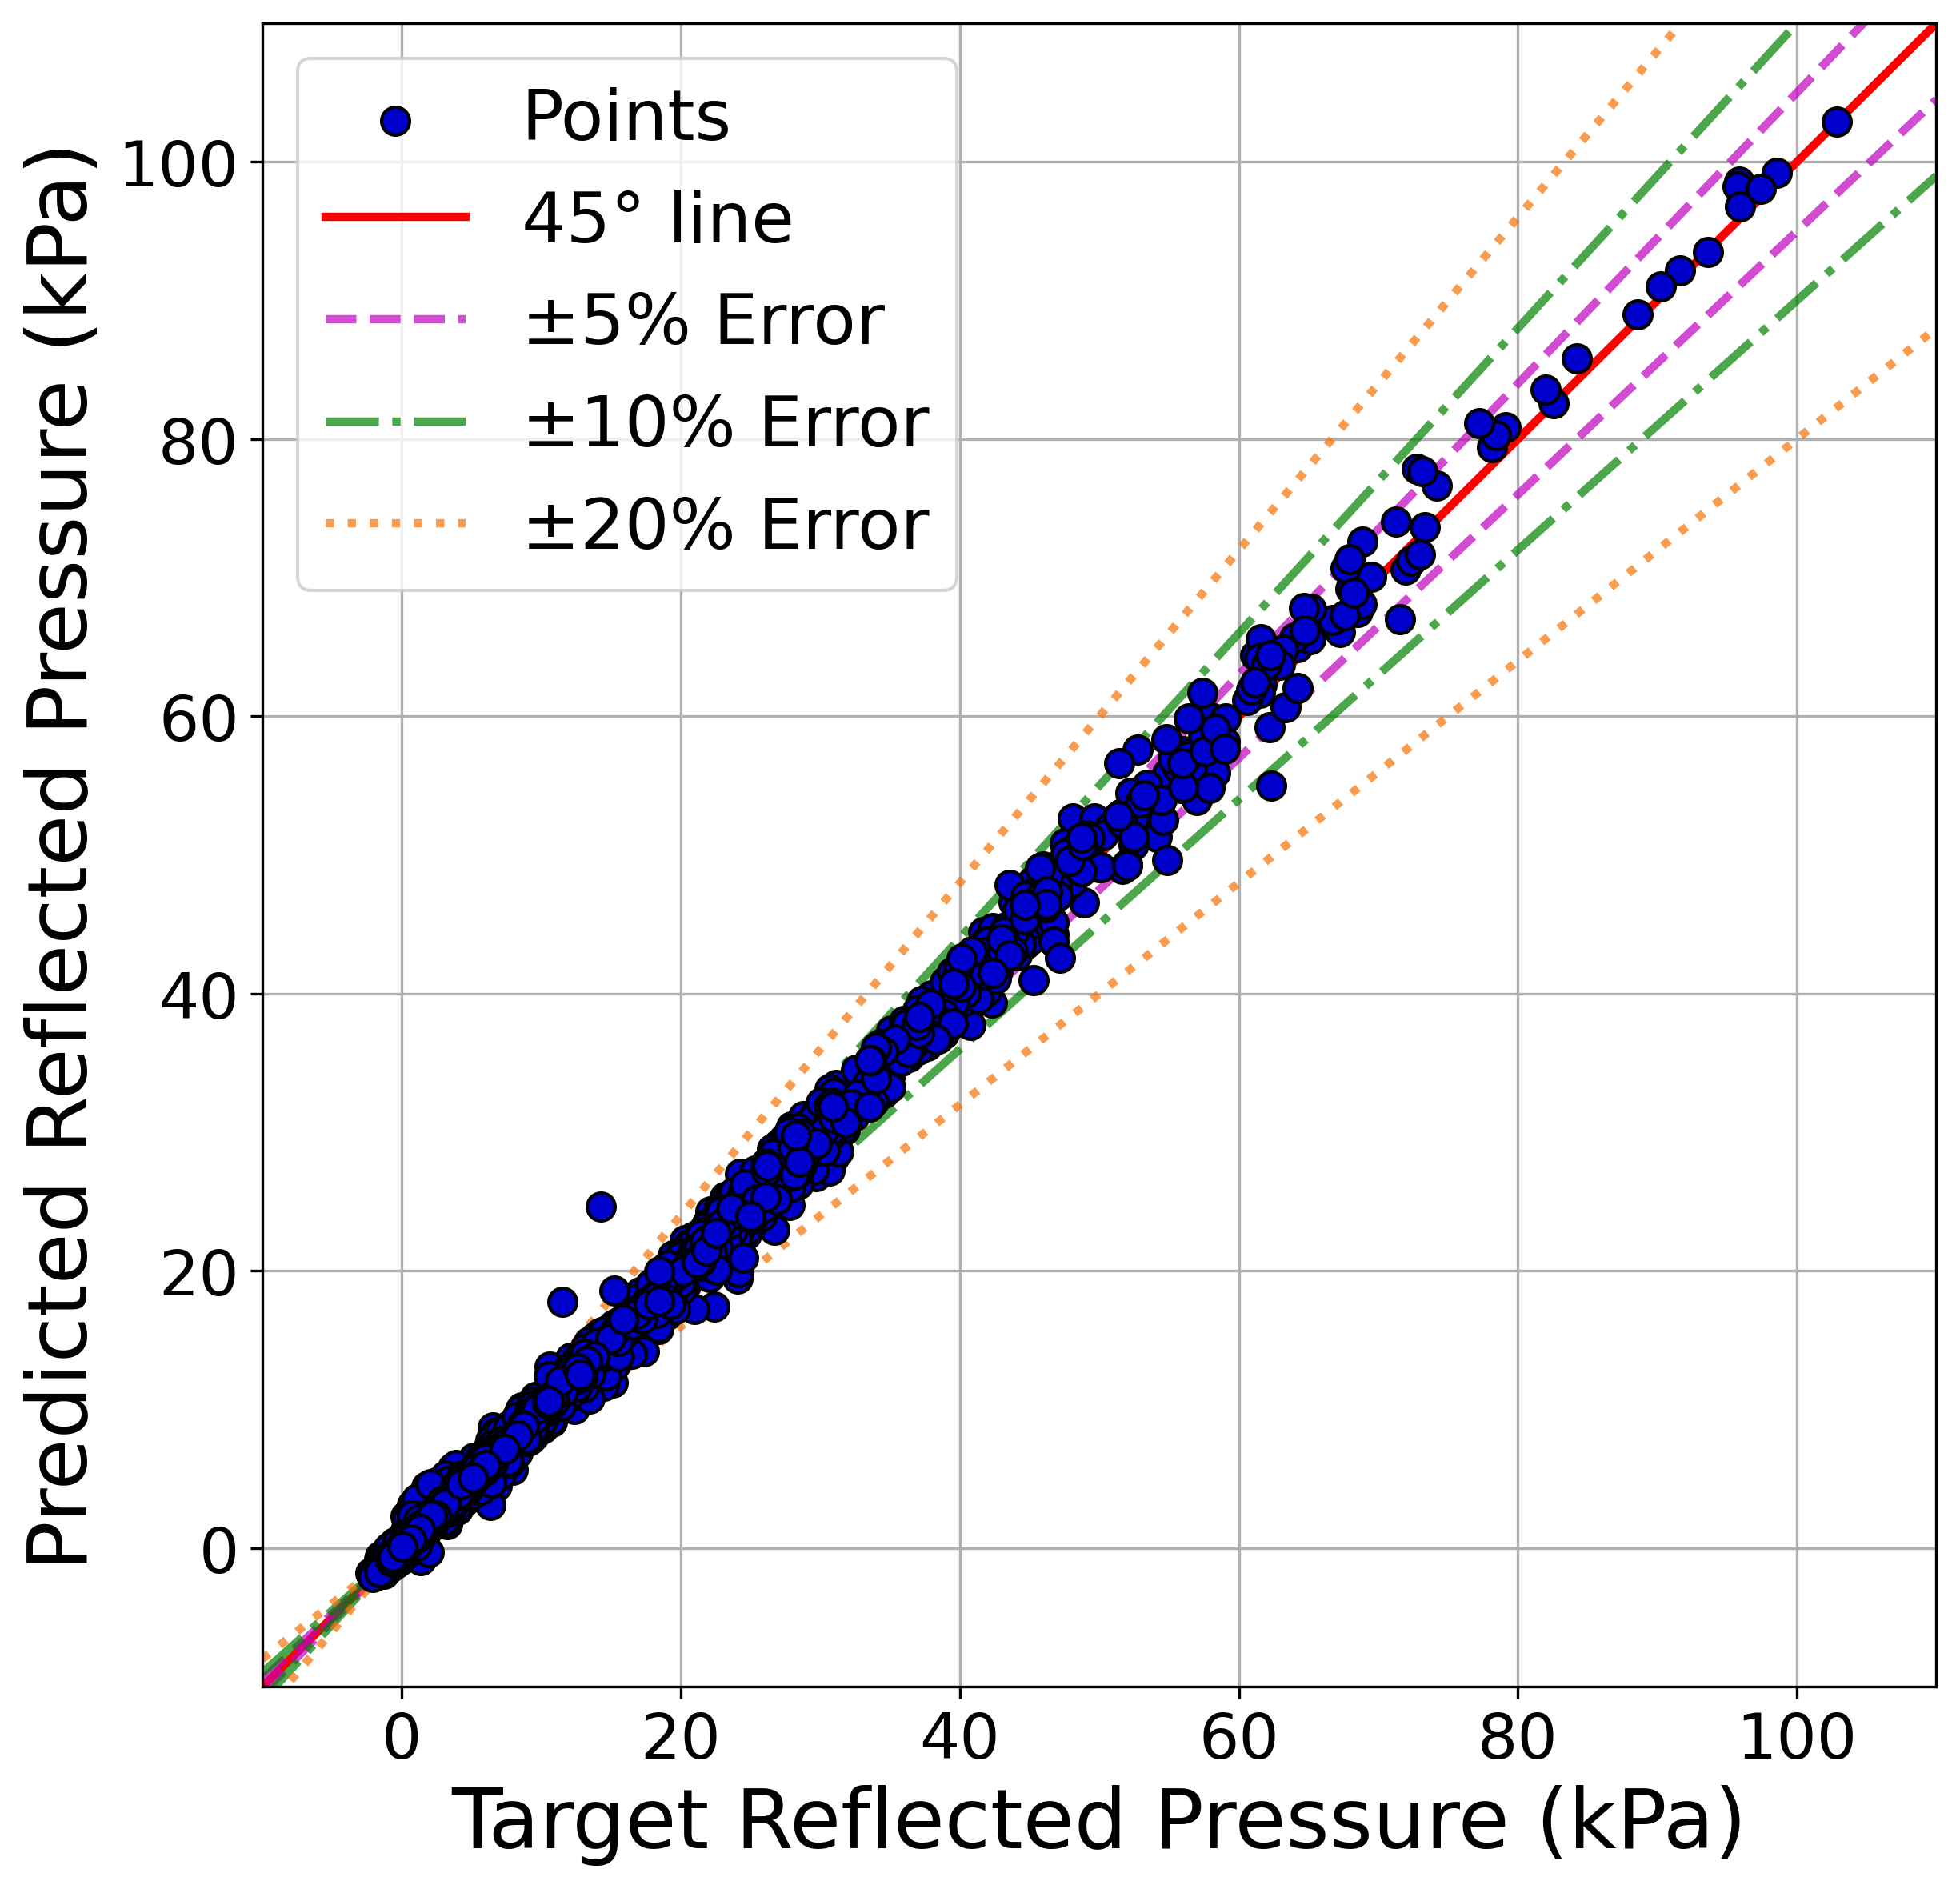 Points
45° line
±5% Error
±10% Error
±20% Error
Predicted Reflected Pressure (kPa)
100
80
60
40
20
0
0 20 40 60 80 100
Target Reflected Pressure (kPa)